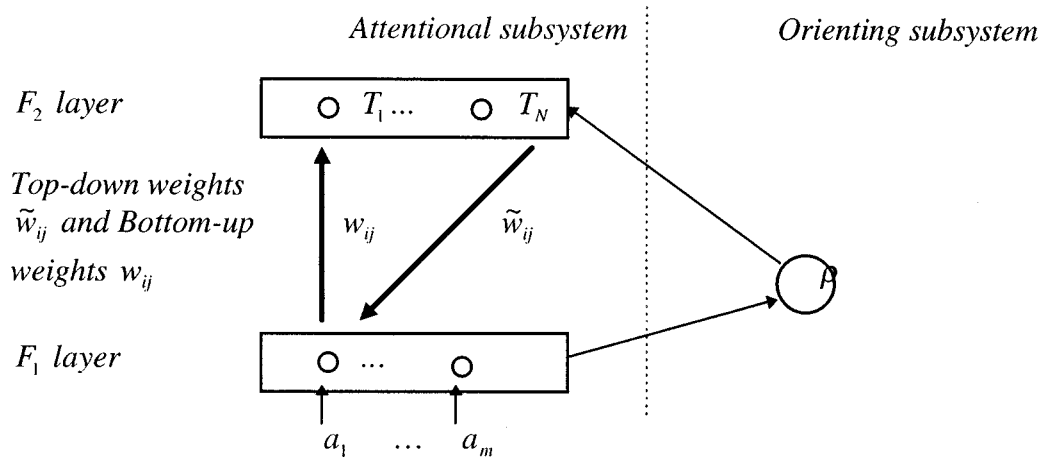 Attentional subsystem
Orienting subsystem
F₂ layer
T₁ ... T_N
Top-down weights
w̃ᵢⱼ and Bottom-up
weights wᵢⱼ
wᵢⱼ
w̃ᵢⱼ
ρ
F₁ layer
...
a₁ ... aₘ